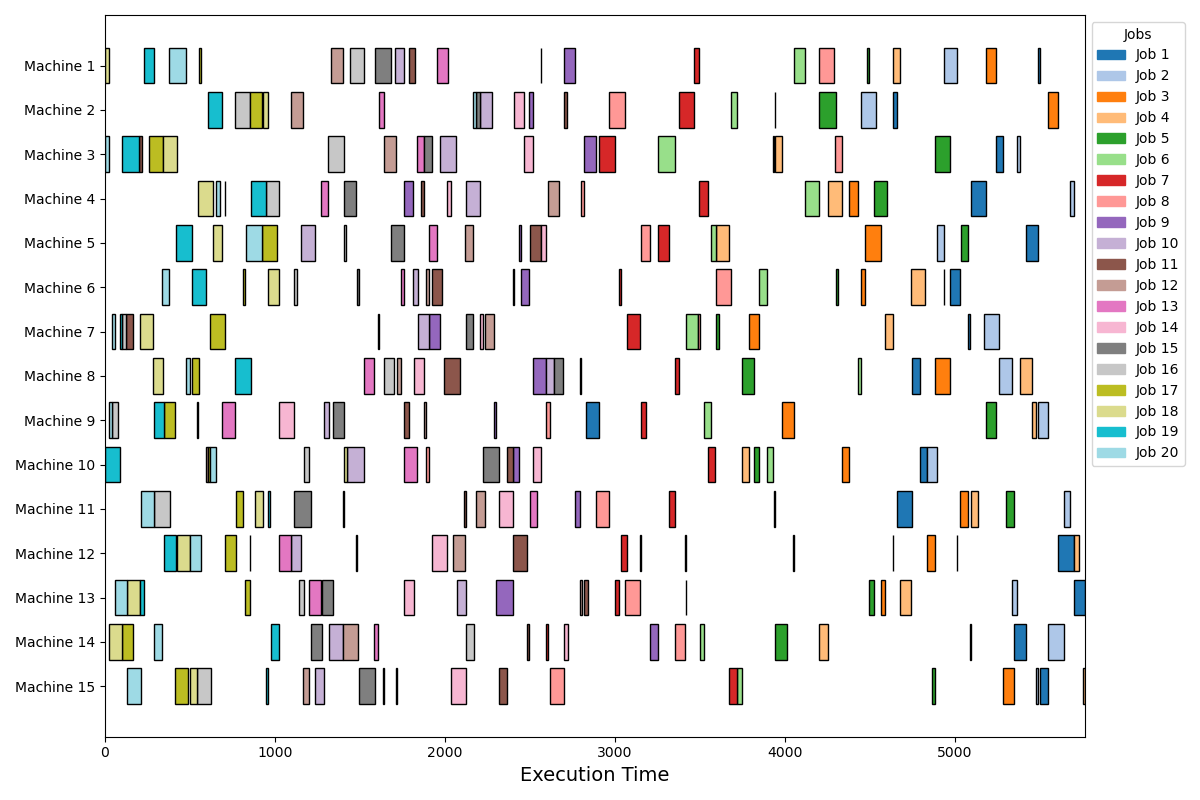 Machine 1
Machine 2
Machine 3
Machine 4
Machine 5
Machine 6
Machine 7
Machine 8
Machine 9
Machine 10
Machine 11
Machine 12
Machine 13
Machine 14
Machine 15
0 1000 2000 3000 4000 5000
Execution Time
Jobs
Job 1
Job 2
Job 3
Job 4
Job 5
Job 6
Job 7
Job 8
Job 9
Job 10
Job 11
Job 12
Job 13
Job 14
Job 15
Job 16
Job 17
Job 18
Job 19
Job 20